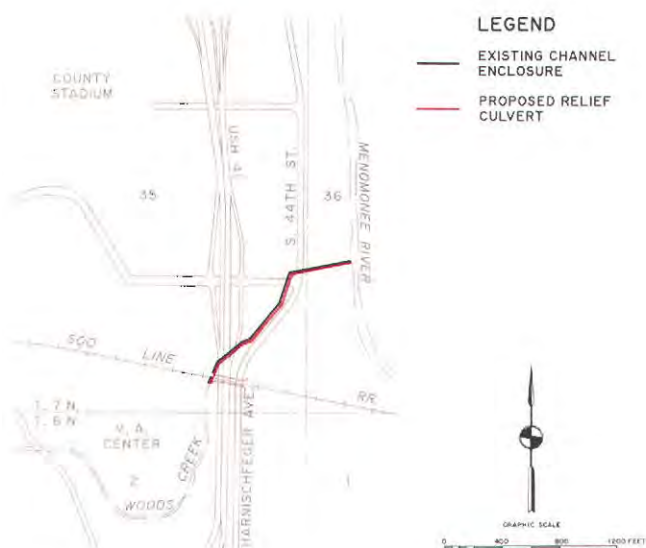 LEGEND
EXISTING CHANNEL
ENCLOSURE
PROPOSED RELIEF
CULVERT
COUNTY
STADIUM
USH 41
S. 44TH ST.
MENOMONEE RIVER
35
36
SOO LINE RR
T. 7 N.
T. 6 N.
V. A.
CENTER
2
1
WOODS CREEK
HARNISCHFEGER AVE.
GRAPHIC SCALE
0 400 800 1200 FEET